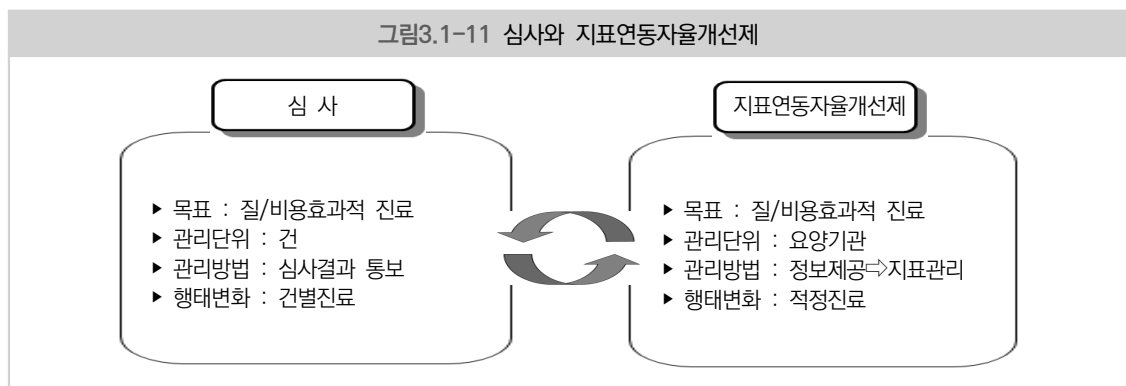 그림3.1-11 심사와 지표연동자율개선제
심 사
▶ 목표 : 질/비용효과적 진료
▶ 관리단위 : 건
▶ 관리방법 : 심사결과 통보
▶ 행태변화 : 건별진료
지표연동자율개선제
▶ 목표 : 질/비용효과적 진료
▶ 관리단위 : 요양기관
▶ 관리방법 : 정보제공⇨지표관리
▶ 행태변화 : 적정진료